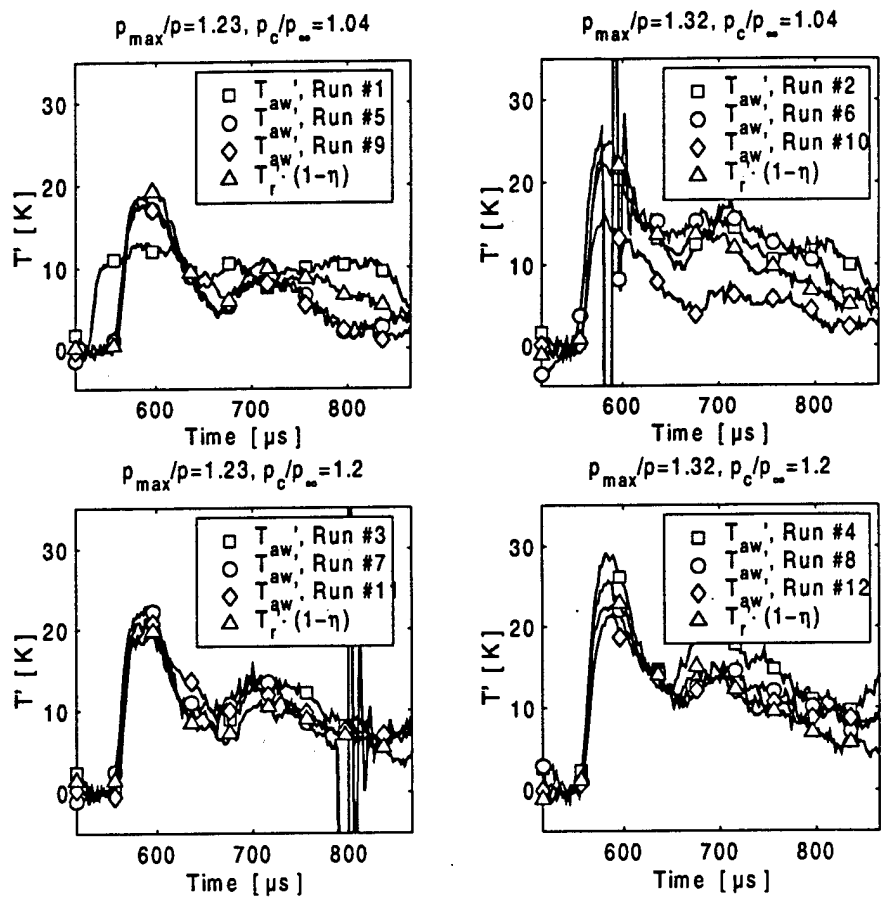 p_max/p=1.23, p_c/p_∞=1.04
T_aw', Run #1
T_aw', Run #5
T_aw', Run #9
T_r'·(1-η)
30
20
10
0
T' [K]
600 700 800
Time [μs]
p_max/p=1.32, p_c/p_∞=1.04
T_aw', Run #2
T_aw', Run #6
T_aw', Run #10
T_r'·(1-η)
30
20
10
0
T' [K]
600 700 800
Time [μs]
p_max/p=1.23, p_c/p_∞=1.2
T_aw', Run #3
T_aw', Run #7
T_aw', Run #11
T_r'·(1-η)
30
20
10
0
T' [K]
600 700 800
Time [μs]
p_max/p=1.32, p_c/p_∞=1.2
T_aw', Run #4
T_aw', Run #8
T_aw', Run #12
T_r'·(1-η)
30
20
10
0
T' [K]
600 700 800
Time [μs]